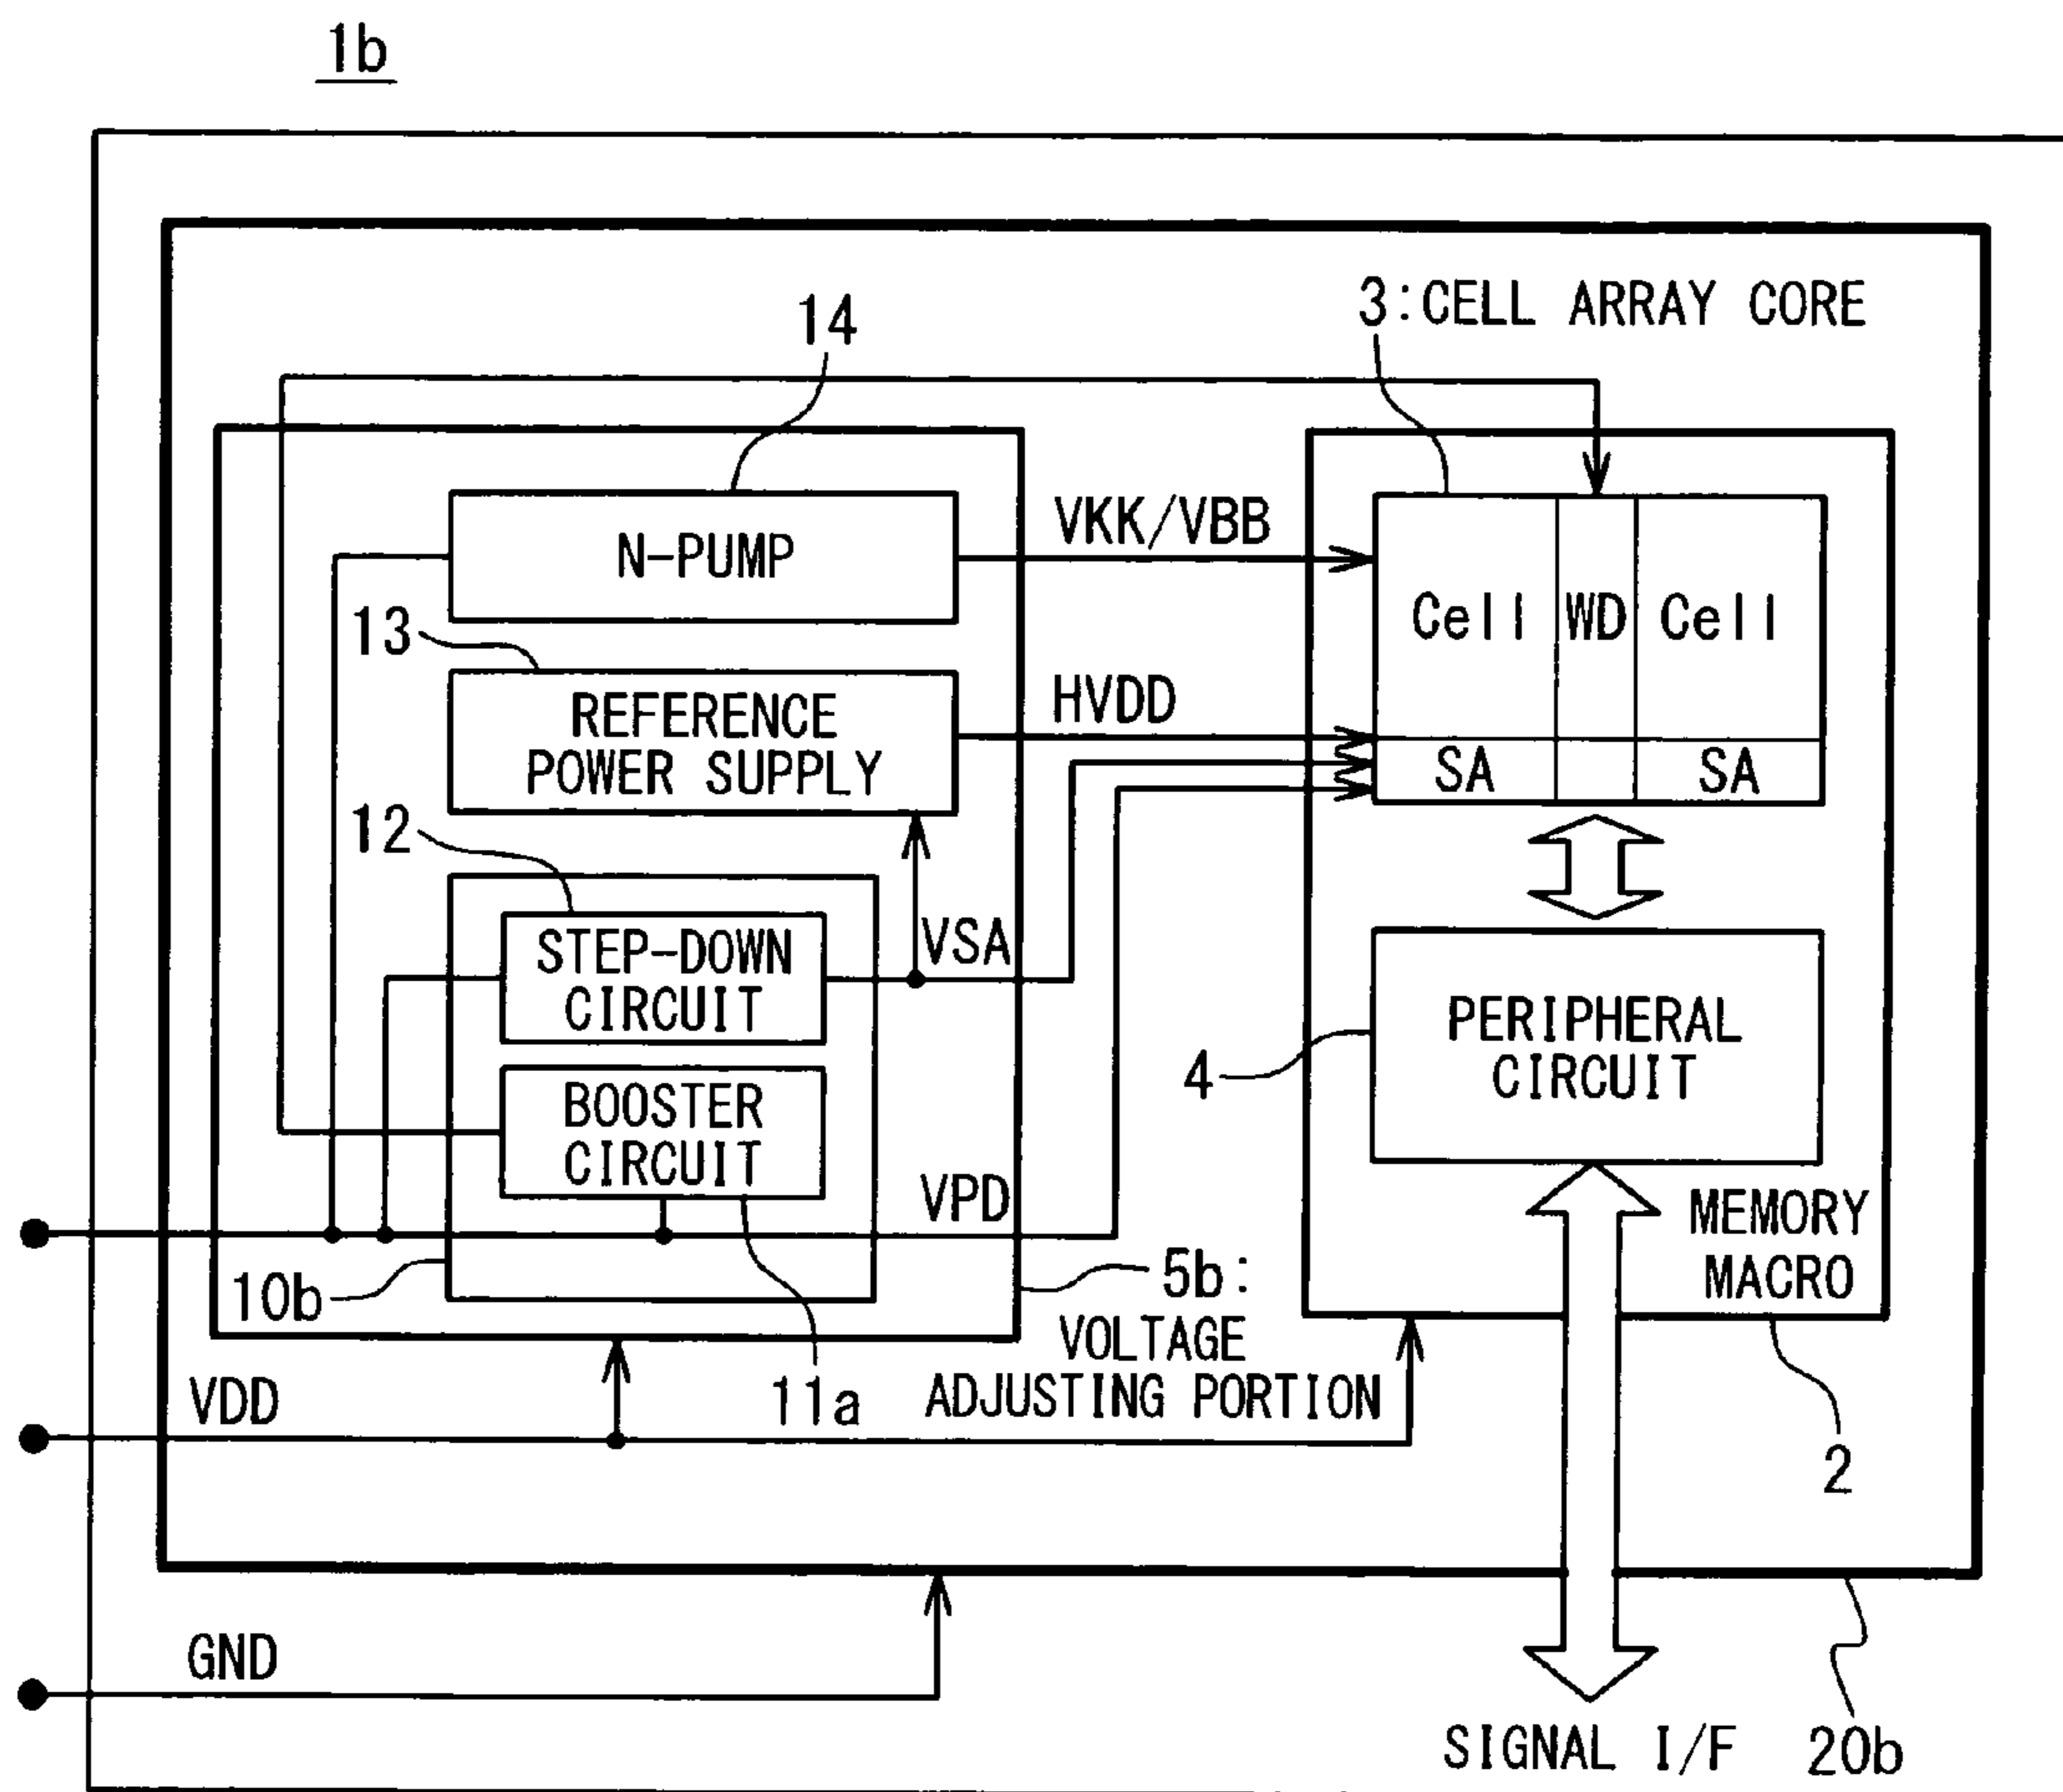 1b
3:CELL ARRAY CORE
14
VKK/VBB
N-PUMP
Cell WD Cell
13
HVDD
REFERENCE
POWER SUPPLY
SA SA
12
VSA
STEP-DOWN
CIRCUIT
PERIPHERAL
CIRCUIT
4
BOOSTER
CIRCUIT
VPD
MEMORY
MACRO
10b
5b:
VOLTAGE
ADJUSTING PORTION
11a
VDD
2
GND
SIGNAL I/F
20b